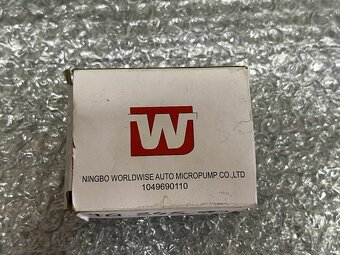 W
NINGBO WORLDWISE AUTO MICROPUMP CO.,LTD
1049690110